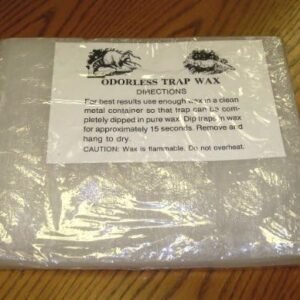 ODORLESS TRAP WAX
DIRECTIONS
For best results use enough wax in a clean
metal container so that trap can be com-
pletely dipped in pure wax. Dip traps in wax
for approximately 15 seconds. Remove and
hang to dry.
CAUTION: Wax is flammable. Do not overheat.